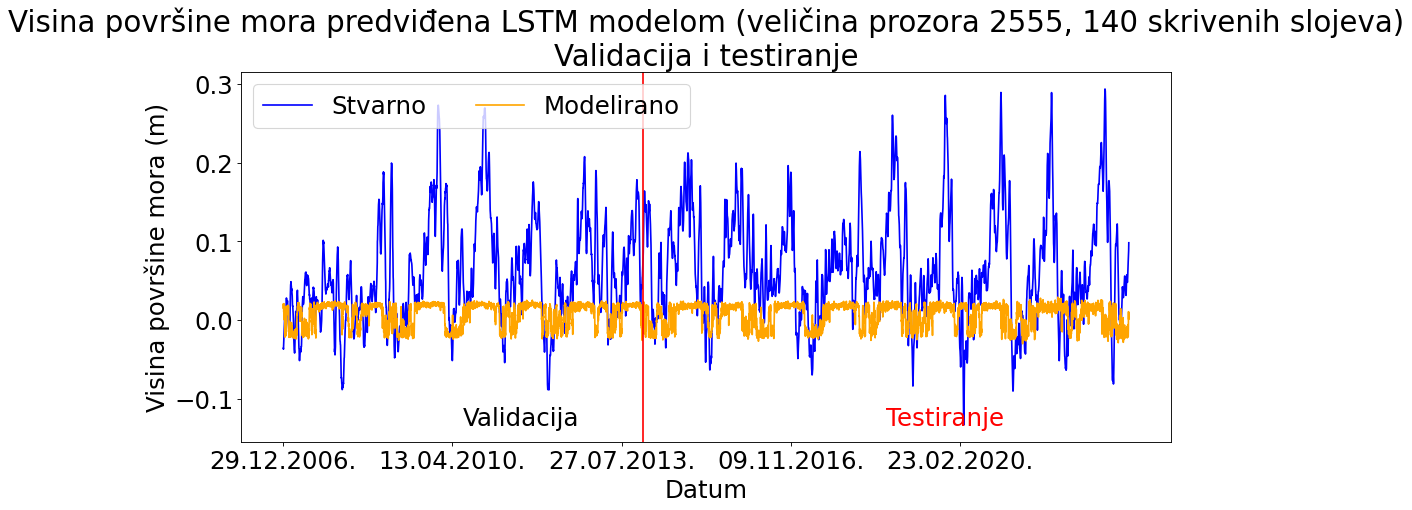 Visina površine mora predviđena LSTM modelom (veličina prozora 2555, 140 skrivenih slojeva)
Validacija i testiranje
Stvarno Modelirano
Visina površine mora (m)
0.3
0.2
0.1
0.0
−0.1
Validacija Testiranje
29.12.2006. 13.04.2010. 27.07.2013. 09.11.2016. 23.02.2020.
Datum